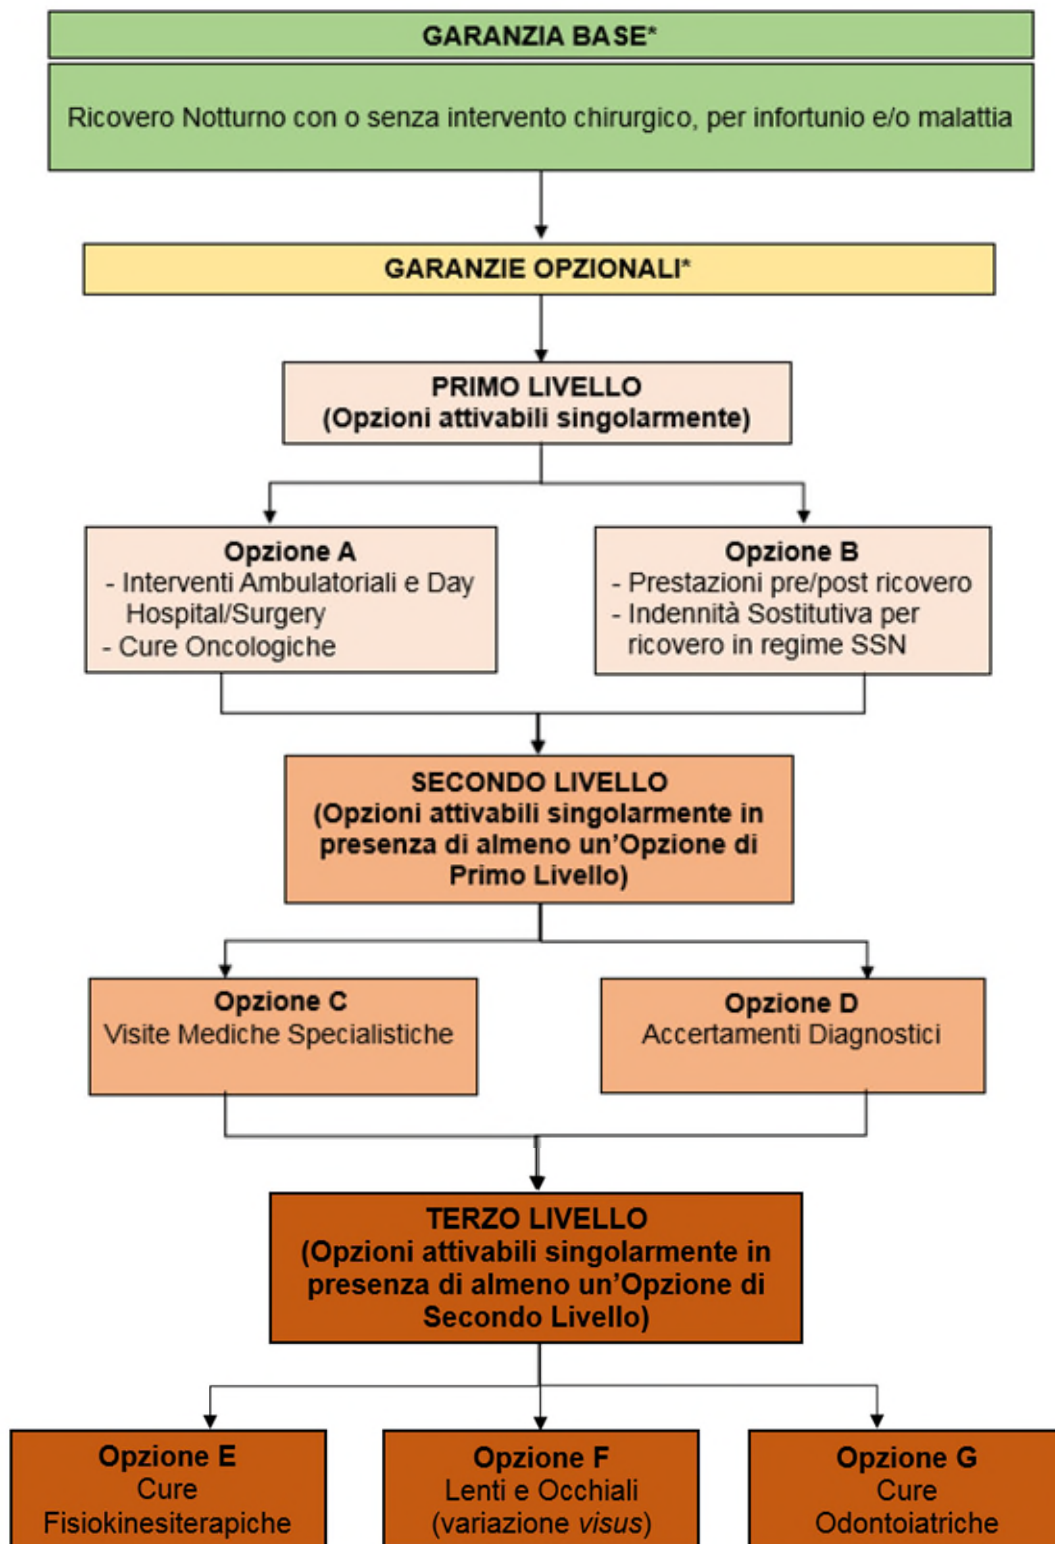 GARANZIA BASE*
Ricovero Notturno con o senza intervento chirurgico, per infortunio e/o malattia
GARANZIE OPZIONALI*
PRIMO LIVELLO
(Opzioni attivabili singolarmente)
Opzione A
- Interventi Ambulatoriali e Day
Hospital/Surgery
- Cure Oncologiche
Opzione B
- Prestazioni pre/post ricovero
- Indennità Sostitutiva per
ricovero in regime SSN
SECONDO LIVELLO
(Opzioni attivabili singolarmente in
presenza di almeno un’Opzione di
Primo Livello)
Opzione C
Visite Mediche Specialistiche
Opzione D
Accertamenti Diagnostici
TERZO LIVELLO
(Opzioni attivabili singolarmente in
presenza di almeno un’Opzione di
Secondo Livello)
Opzione E
Cure
Fisiokinesiterapiche
Opzione F
Lenti e Occhiali
(variazione visus)
Opzione G
Cure
Odontoiatriche